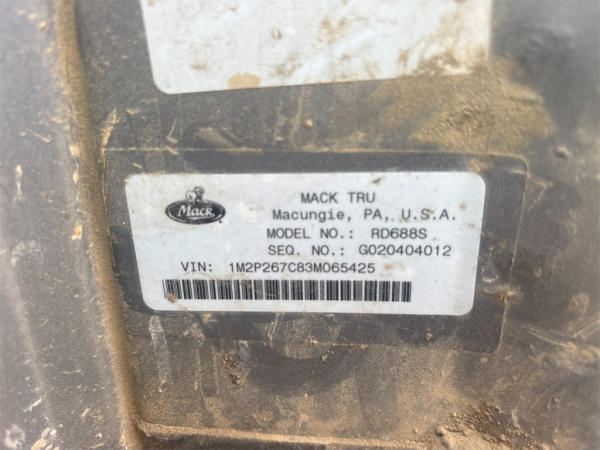 Mack
MACK TRU
Macungie, PA, U.S.A.
MODEL NO.: RD688S
SEQ. NO.: G020404012
VIN: 1M2P267C83M065425